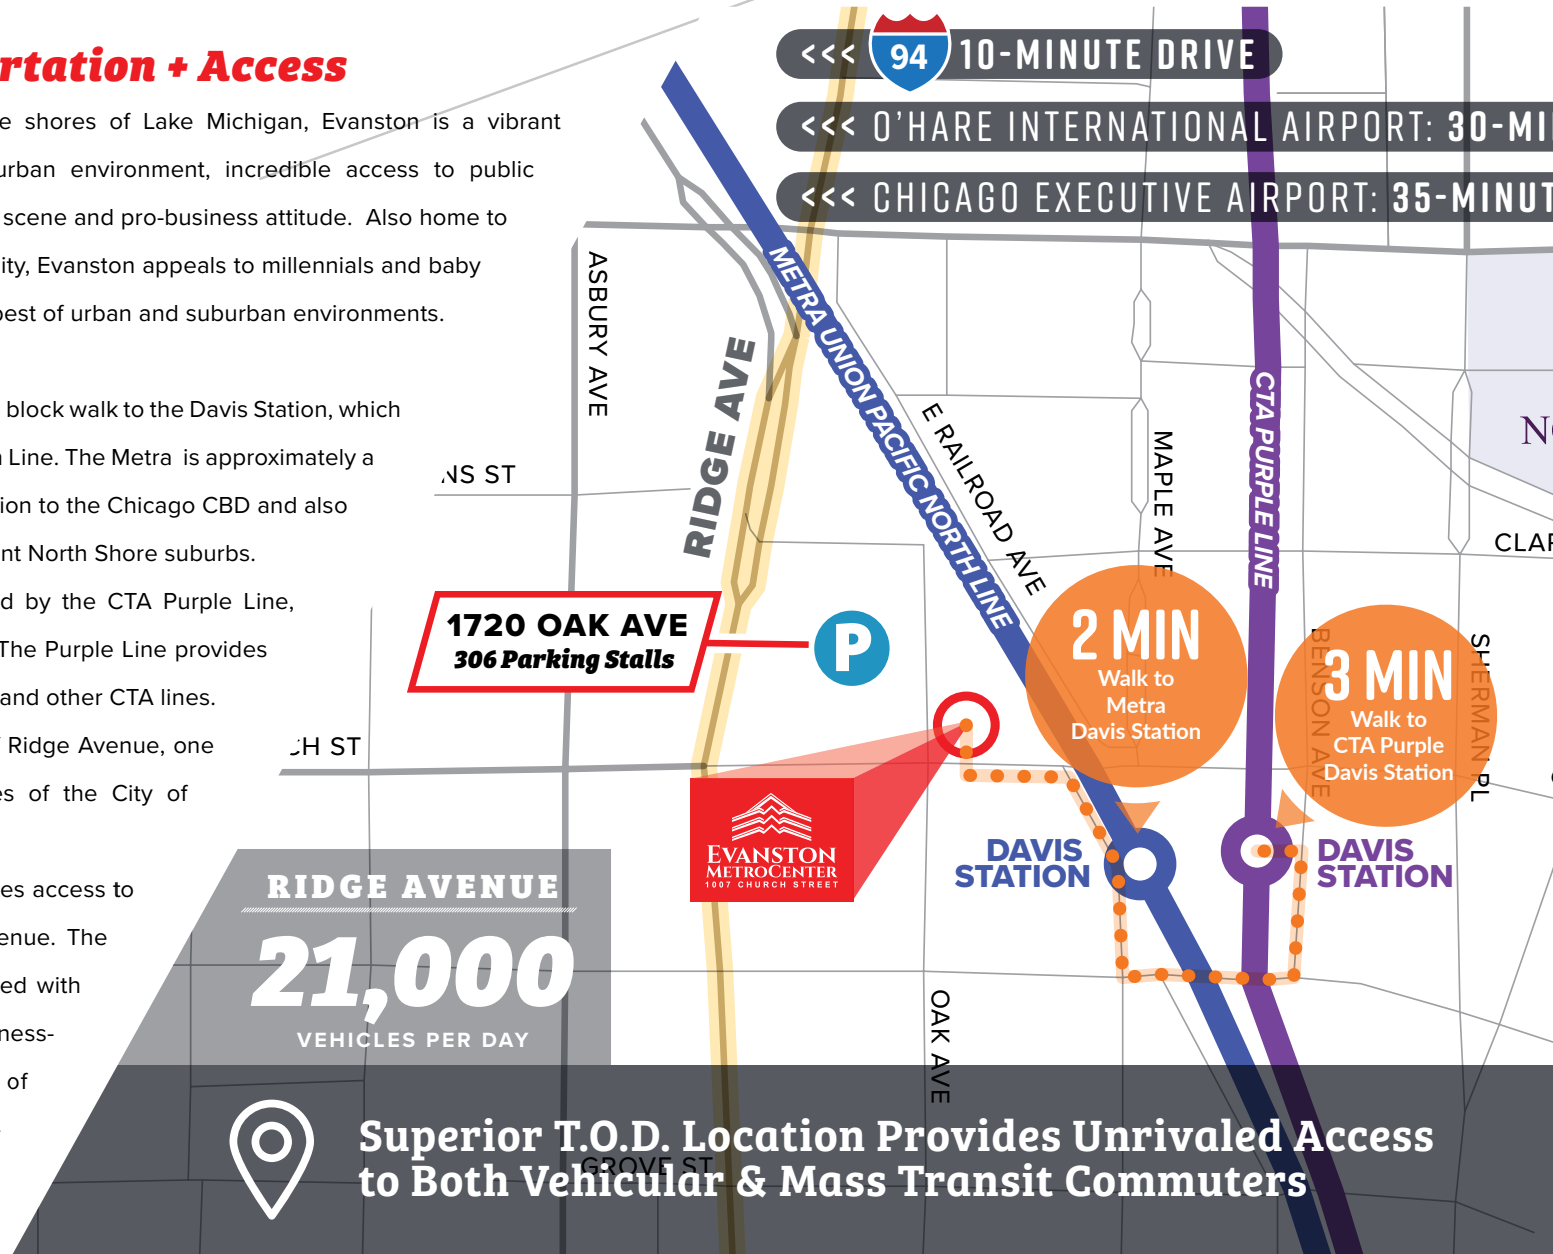 rtation + Access
e shores of Lake Michigan, Evanston is a vibrant
urban environment, incredible access to public
scene and pro-business attitude. Also home to
ity, Evanston appeals to millennials and baby
best of urban and suburban environments.
block walk to the Davis Station, which
Line. The Metra is approximately a
ion to the Chicago CBD and also
nt North Shore suburbs.
d by the CTA Purple Line,
The Purple Line provides
and other CTA lines.
Ridge Avenue, one
es of the City of
es access to
enue. The
ed with
ness-
of
<<< 94 10-MINUTE DRIVE
<<< O'HARE INTERNATIONAL AIRPORT: 30-MI
<<< CHICAGO EXECUTIVE AIRPORT: 35-MINUT
ASBURY AVE
RIDGE AVE
METRA UNION PACIFIC NORTH LINE
E RAILROAD AVE
MAPLE AVE
CTA PURPLE LINE
NS ST
CLAR
1720 OAK AVE
306 Parking Stalls
P
2 MIN
Walk to
Metra
Davis Station
BENSON AVE
3 MIN
Walk to
CTA Purple
Davis Station
SHERMAN PL
CH ST
EVANSTON
METROCENTER
1007 CHURCH STREET
DAVIS
STATION
DAVIS
STATION
RIDGE AVENUE
21,000
VEHICLES PER DAY
OAK AVE
GROVE ST
Superior T.O.D. Location Provides Unrivaled Access
to Both Vehicular & Mass Transit Commuters